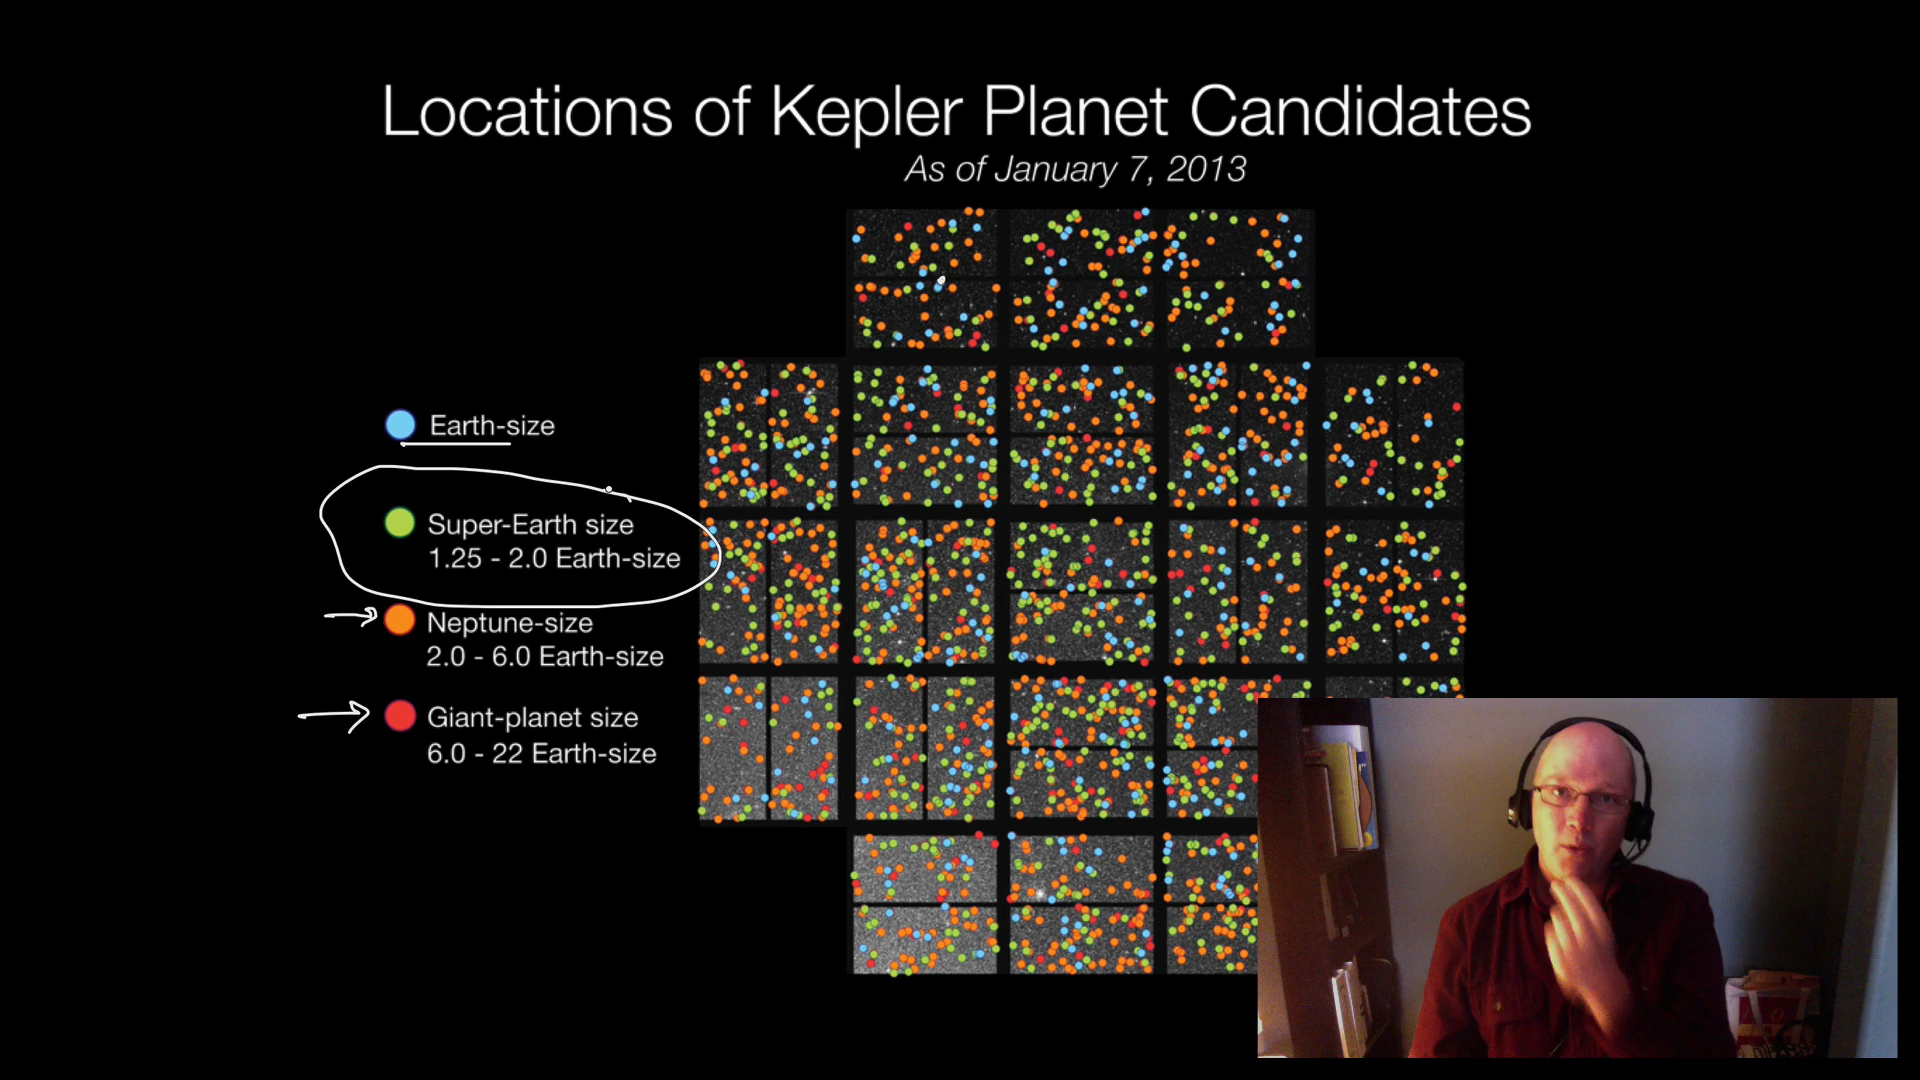 Locations of Kepler Planet Candidates
As of January 7, 2013
Earth-size
Super-Earth size
1.25 - 2.0 Earth-size
Neptune-size
2.0 - 6.0 Earth-size
Giant-planet size
6.0 - 22 Earth-size